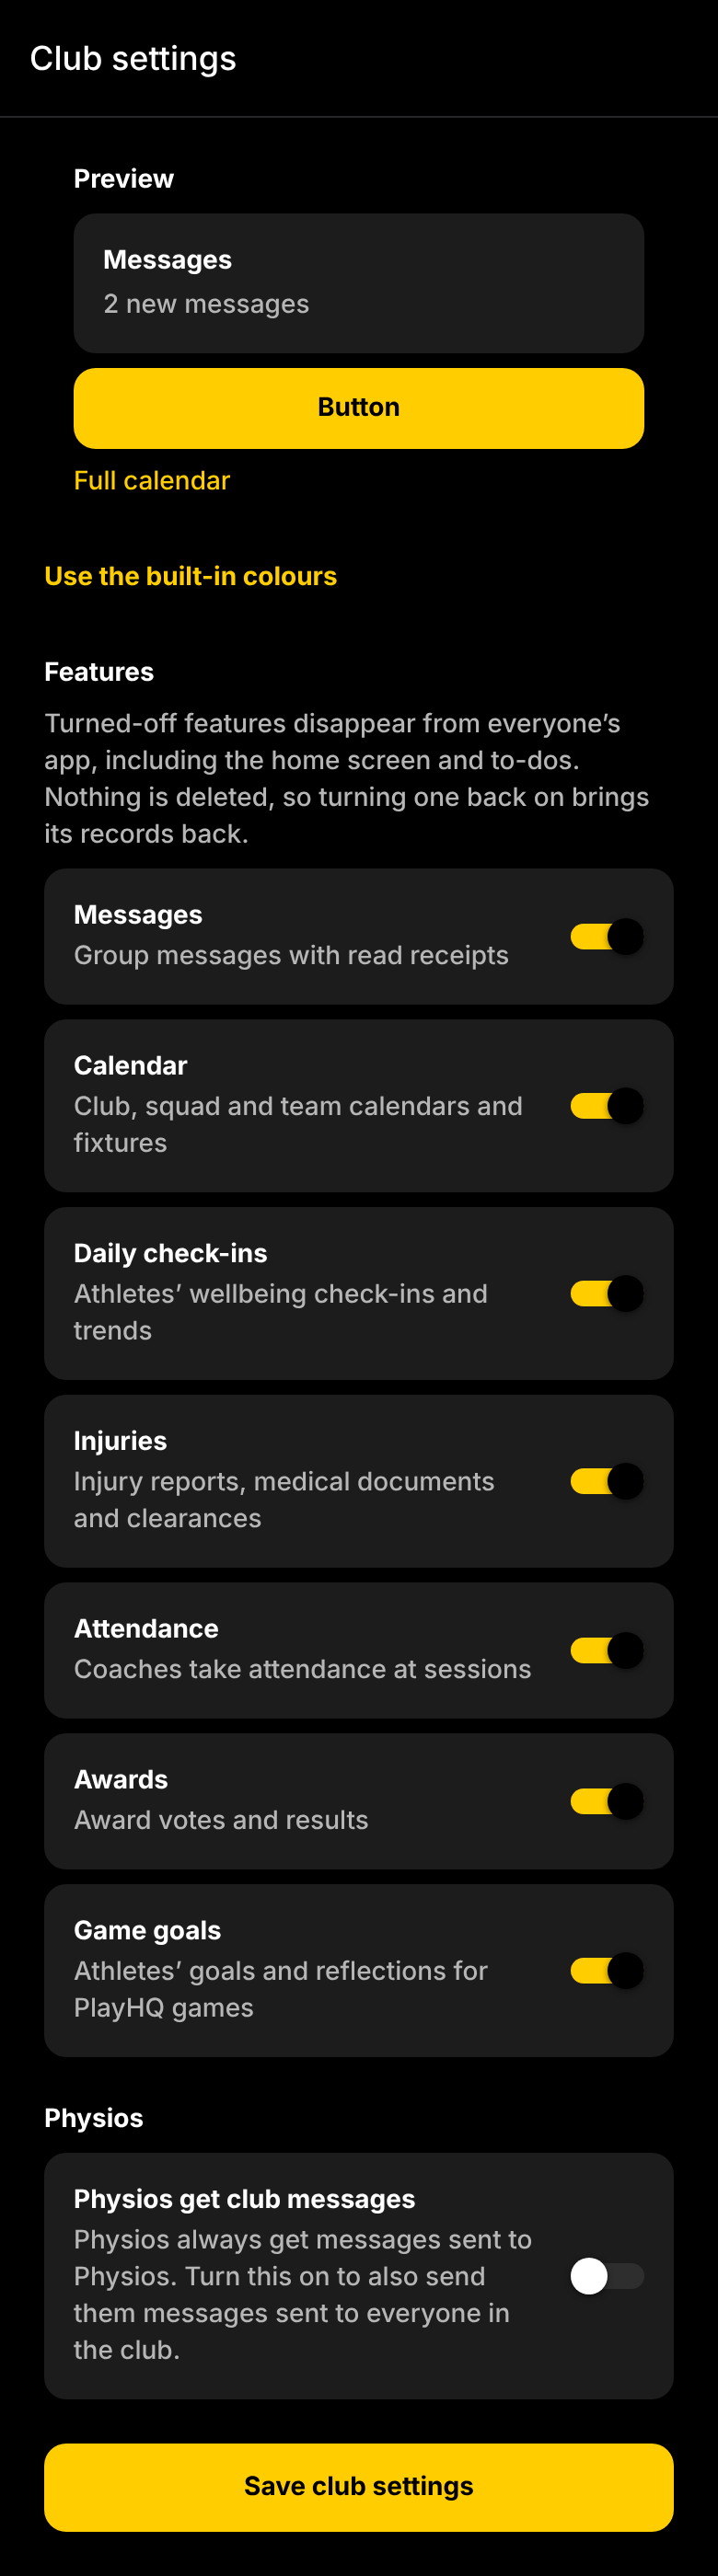 Club settings
Preview
Messages
2 new messages
Button
Full calendar
Use the built-in colours
Features
Turned-off features disappear from everyone’s
app, including the home screen and to-dos.
Nothing is deleted, so turning one back on brings
its records back.
Messages
Group messages with read receipts
Calendar
Club, squad and team calendars and
fixtures
Daily check-ins
Athletes’ wellbeing check-ins and
trends
Injuries
Injury reports, medical documents
and clearances
Attendance
Coaches take attendance at sessions
Awards
Award votes and results
Game goals
Athletes’ goals and reflections for
PlayHQ games
Physios
Physios get club messages
Physios always get messages sent to
Physios. Turn this on to also send
them messages sent to everyone in
the club.
Save club settings